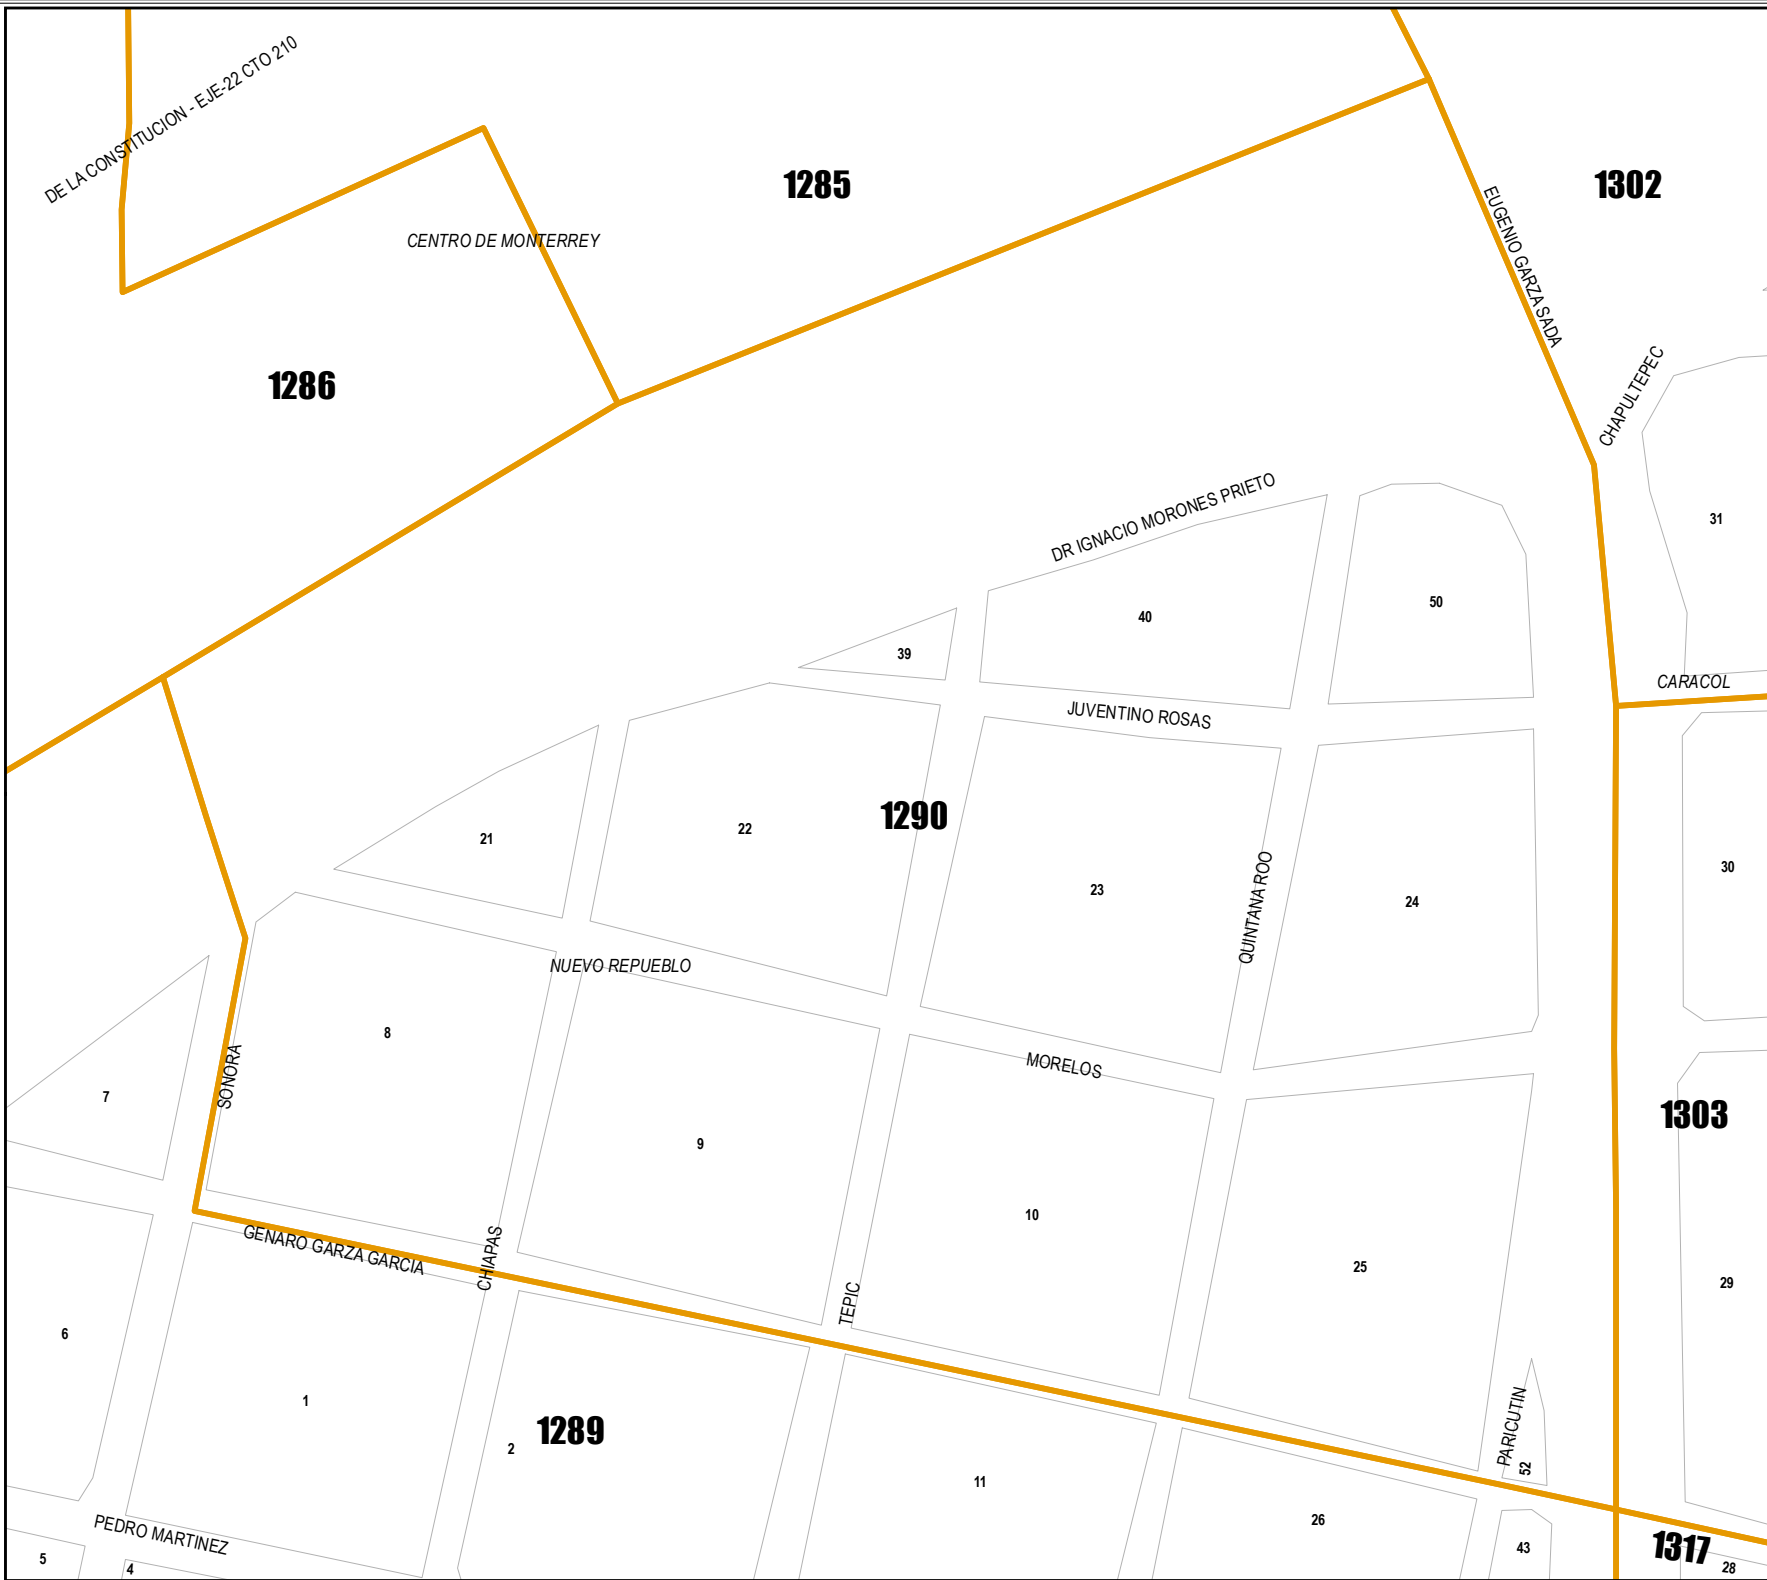 DE LA CONSTITUCION - EJE-22 CTO 210
1285
1302
EUGENIO GARZA SADA
CENTRO DE MONTERREY
1286
CHAPULTEPEC
DR IGNACIO MORONES PRIETO
31
50
40
39
CARACOL
JUVENTINO ROSAS
1290
22
21
30
23
24
QUINTANA ROO
NUEVO REPUEBLO
8
SONORA
MORELOS
7
1303
9
10
GENARO GARZA GARCIA
CHIAPAS
25
29
TEPIC
6
1
PARICUTIN
52
1289
2
11
26
PEDRO MARTINEZ
43
1317
5
4
28